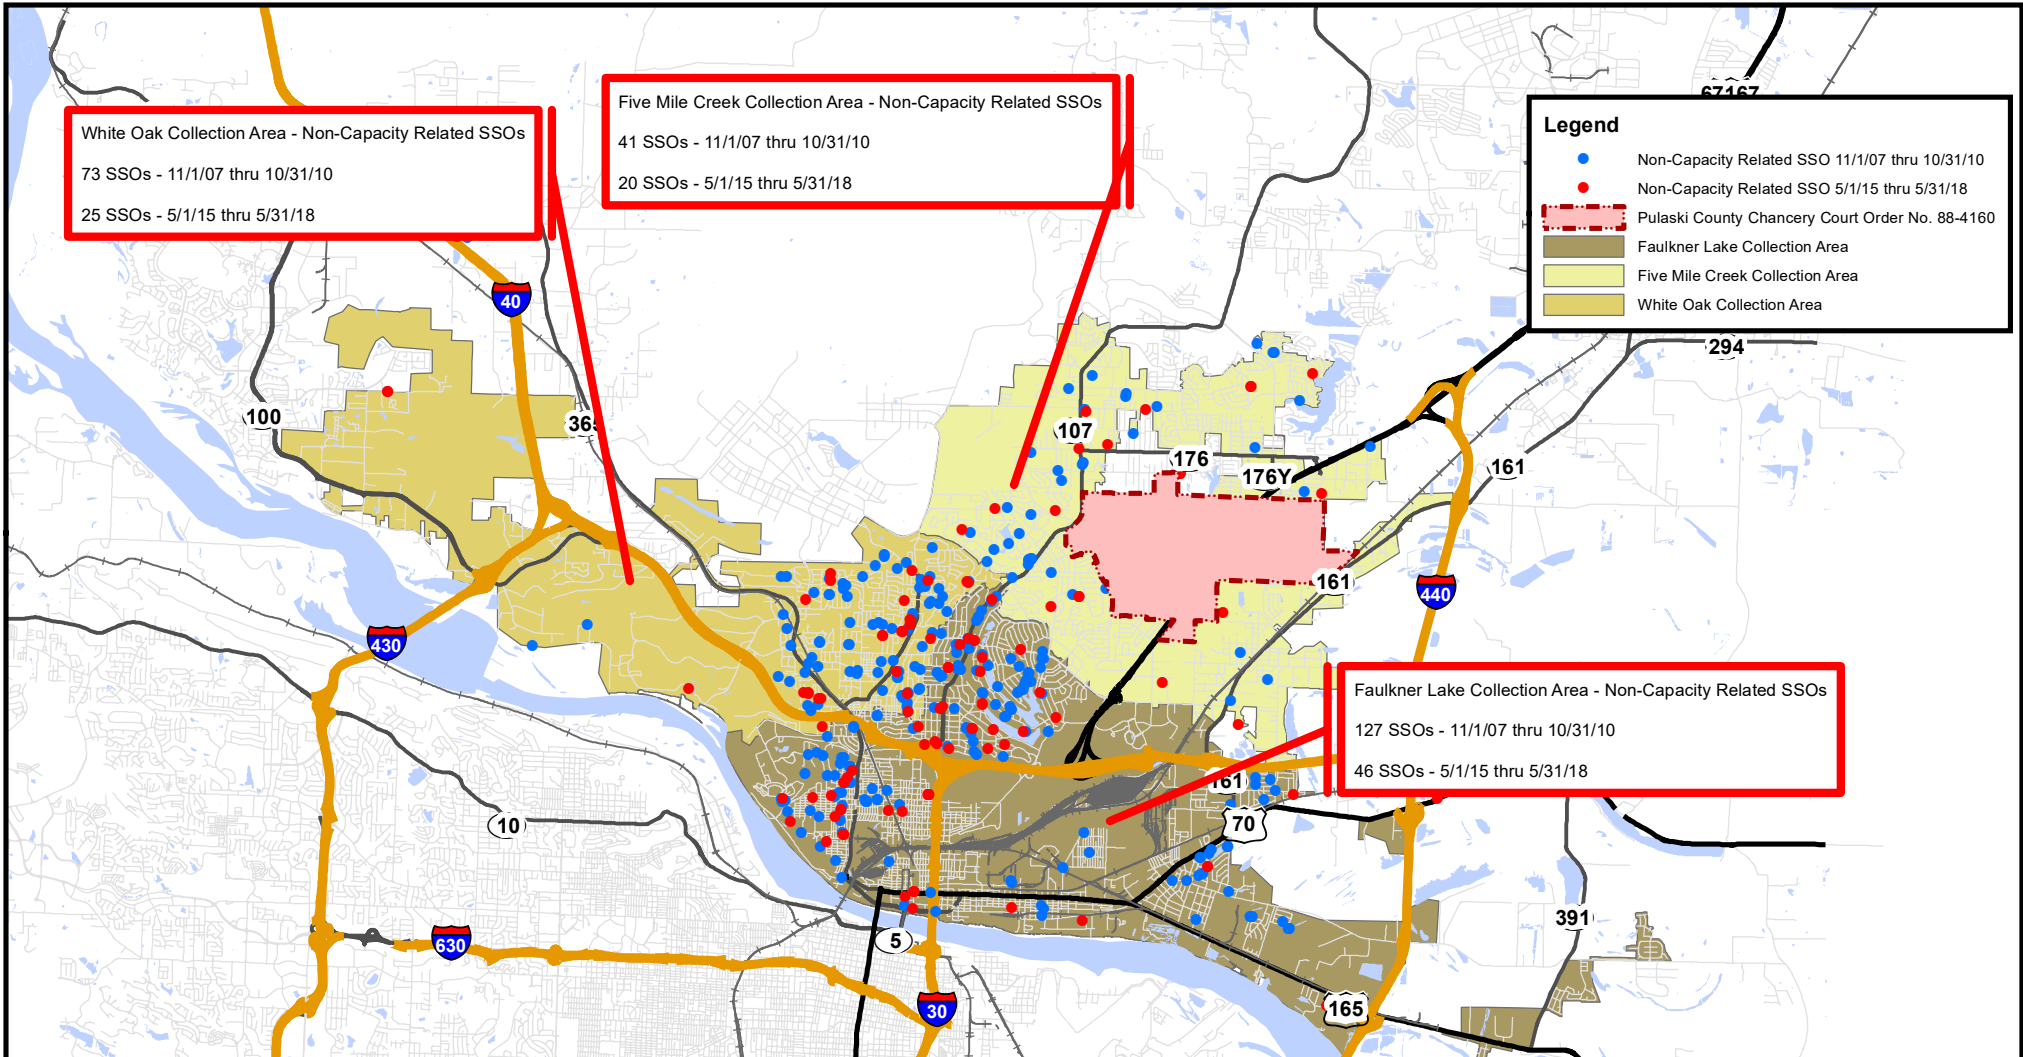 67167
White Oak Collection Area - Non-Capacity Related SSOs
73 SSOs - 11/1/07 thru 10/31/10
25 SSOs - 5/1/15 thru 5/31/18
Five Mile Creek Collection Area - Non-Capacity Related SSOs
41 SSOs - 11/1/07 thru 10/31/10
20 SSOs - 5/1/15 thru 5/31/18
Legend
Non-Capacity Related SSO 11/1/07 thru 10/31/10
Non-Capacity Related SSO 5/1/15 thru 5/31/18
Pulaski County Chancery Court Order No. 88-4160
Faulkner Lake Collection Area
Five Mile Creek Collection Area
White Oak Collection Area
40
294
100
365
107
176
176Y
161
161
440
430
Faulkner Lake Collection Area - Non-Capacity Related SSOs
127 SSOs - 11/1/07 thru 10/31/10
46 SSOs - 5/1/15 thru 5/31/18
161
70
10
391
5
630
30
165